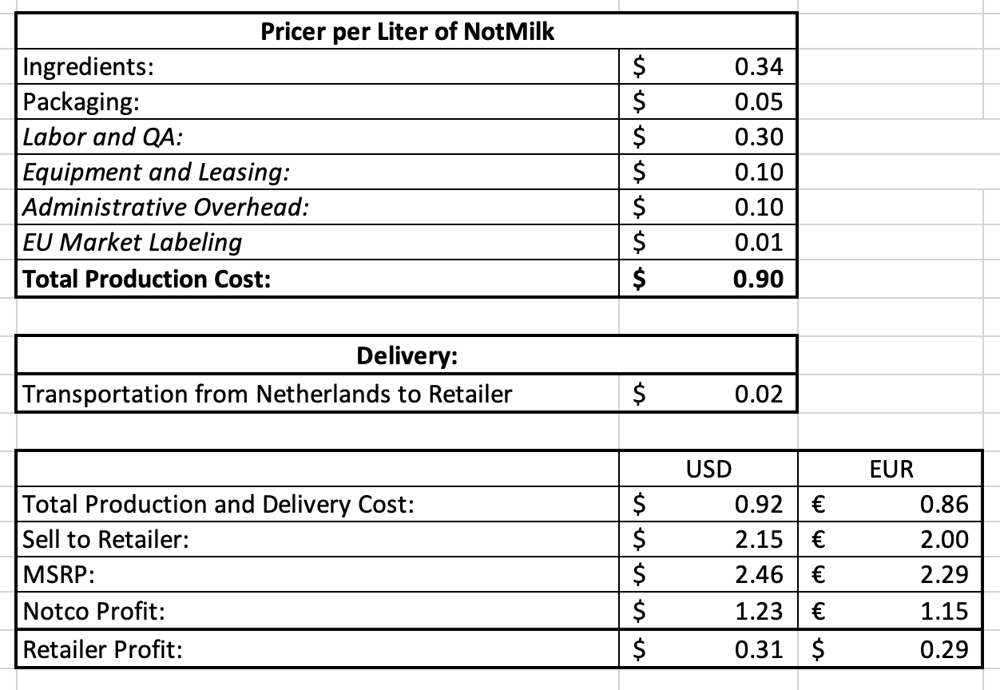 Pricer per Liter of NotMilk
Ingredients: $ 0.34
Packaging: $ 0.05
Labor and QA: $ 0.30
Equipment and Leasing: $ 0.10
Administrative Overhead: $ 0.10
EU Market Labeling $ 0.01
Total Production Cost: $ 0.90
Delivery:
Transportation from Netherlands to Retailer $ 0.02
USD EUR
Total Production and Delivery Cost: $ 0.92 € 0.86
Sell to Retailer: $ 2.15 € 2.00
MSRP: $ 2.46 € 2.29
Notco Profit: $ 1.23 € 1.15
Retailer Profit: $ 0.31 $ 0.29